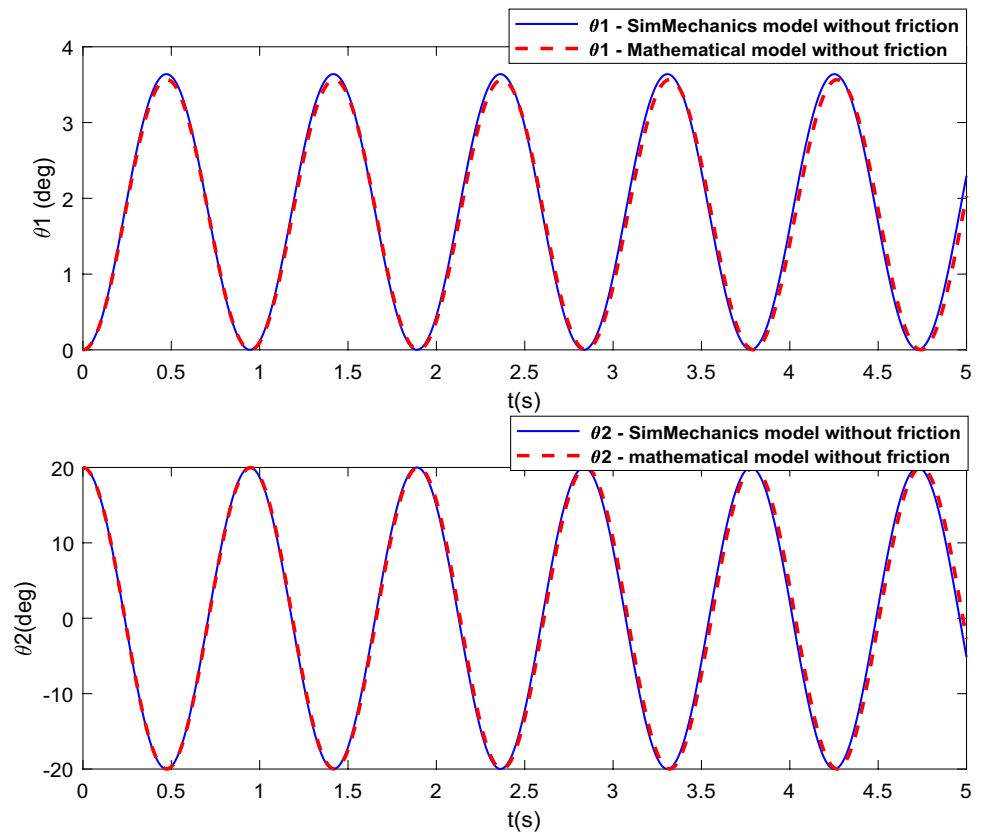 θ1 - SimMechanics model without friction
θ1 - Mathematical model without friction
4
3
2
1
0
θ1 (deg)
0 0.5 1 1.5 2 2.5 3 3.5 4 4.5 5
t(s)
θ2 - SimMechanics model without friction
θ2 - mathematical model without friction
20
10
0
-10
-20
θ2(deg)
0 0.5 1 1.5 2 2.5 3 3.5 4 4.5 5
t(s)